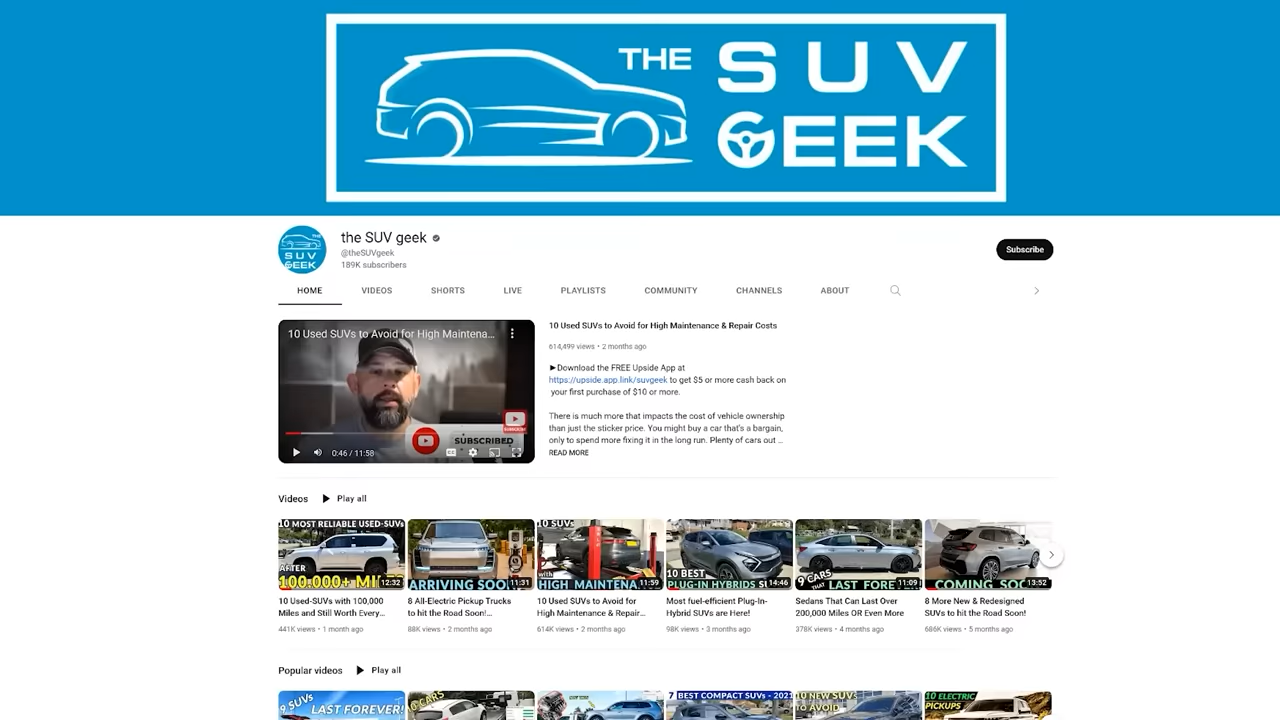 THE SUV
GEEK
THE
SUV
GEEK
the SUV geek
@theSUVgeek
189K subscribers
Subscribe
HOME
VIDEOS
SHORTS
LIVE
PLAYLISTS
COMMUNITY
CHANNELS
ABOUT
10 Used SUVs to Avoid for High Maintena...
SUBSCRIBE
SUBSCRIBED
0:46 / 11:58
10 Used SUVs to Avoid for High Maintenance & Repair Costs
614,499 views • 2 months ago
►Download the FREE Upside App at
https://upside.app.link/suvgeek to get $5 or more cash back on
your first purchase of $10 or more.
There is much more that impacts the cost of vehicle ownership
than just the sticker price. You might buy a car that's a bargain,
only to spend more fixing it in the long run. Plenty of cars out ...
READ MORE
Videos
Play all
10 MOST RELIABLE USED-SUVs
AFTER
100,000+ MI
12:32
10 Used-SUVs with 100,000
Miles and Still Worth Every...
441K views • 1 month ago
ARRIVING SOO
11:31
8 All-Electric Pickup Trucks
to hit the Road Soon!...
88K views • 2 months ago
10 SUVs
with
HIGH MAINTENA
11:59
10 Used SUVs to Avoid for
High Maintenance & Repair...
614K views • 2 months ago
10 BEST
PLUG-IN HYBRIDS SU
14:46
Most fuel-efficient Plug-In-
Hybrid SUVs are Here!
98K views • 3 months ago
9 CARS
THAT LAST FORE
11:09
Sedans That Can Last Over
200,000 Miles OR Even More
378K views • 4 months ago
COMING SOO
13:52
8 More New & Redesigned
SUVs to hit the Road Soon!
686K views • 5 months ago
Popular videos
Play all
9 SUVs
LAST FOREVER!
10 CARS
7 BEST COMPACT SUVs - 2021
10 NEW SUVs
TO AVOID
10 ELECTRIC
PICKUPS